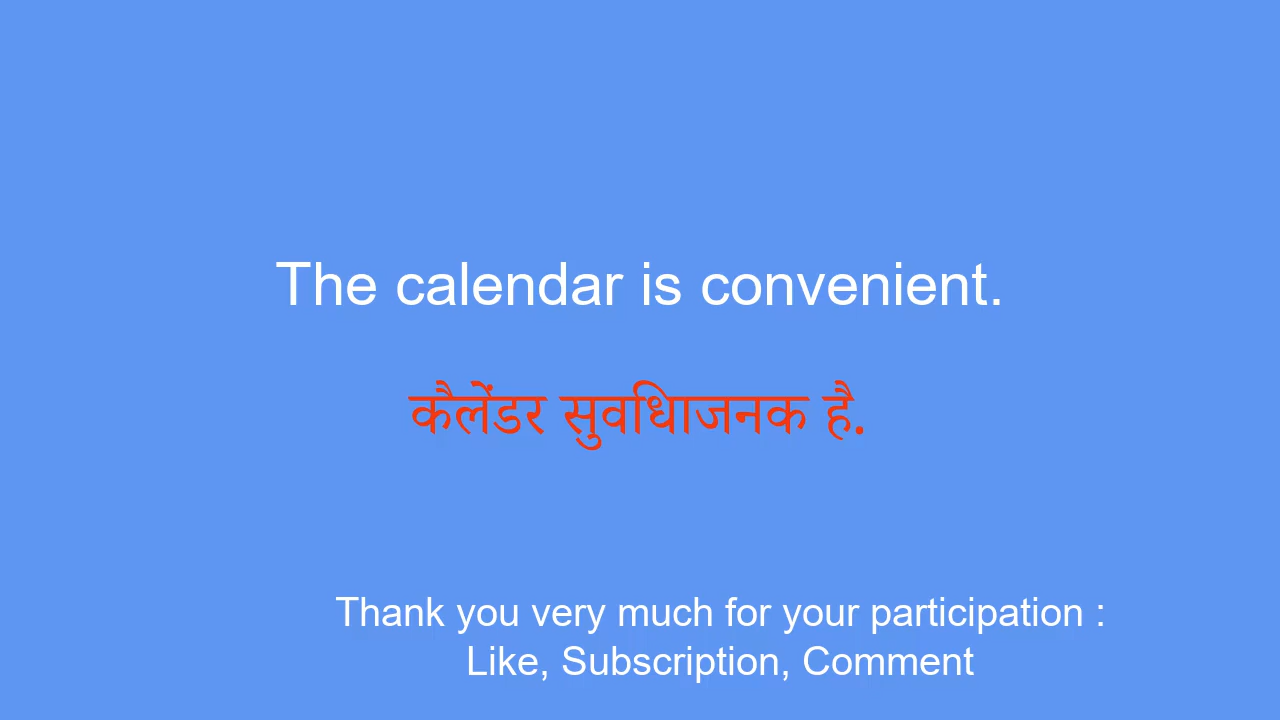 The calendar is convenient.
कैलेंडर सुविधाजनक है.
Thank you very much for your participation :
Like, Subscription, Comment